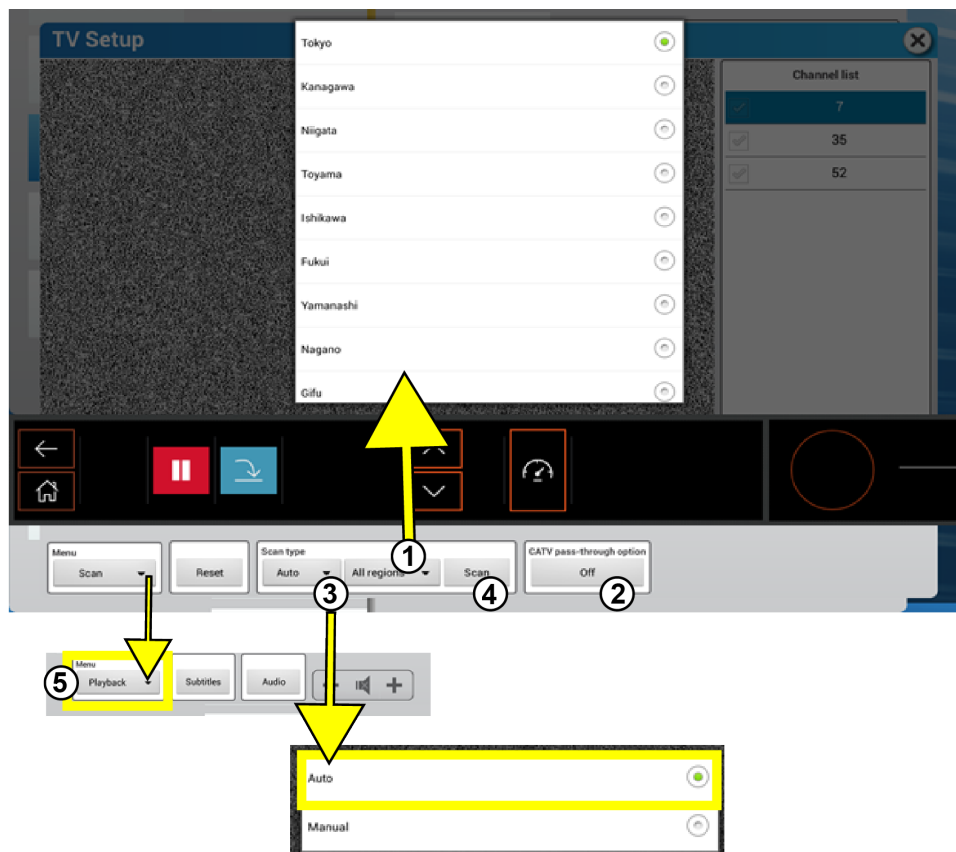 TV Setup
Tokyo
Kanagawa
Niigata
Toyama
Ishikawa
Fukui
Yamanashi
Nagano
Gifu
Channel list
7
35
52
Menu
Scan
Reset
Scan type
Auto
All regions
Scan
CATV pass-through option
Off
1
2
3
4
5
Menu
Playback
Subtitles
Audio
Auto
Manual